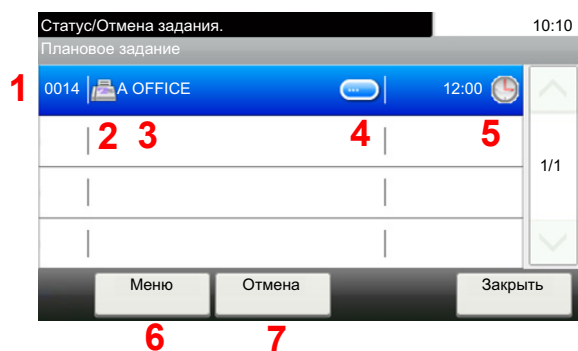 Статус/Отмена задания. 10:10
Плановое задание
1 0014 A OFFICE ... 12:00
2 3 4 5
1/1
Меню Отмена Закрыть
6 7